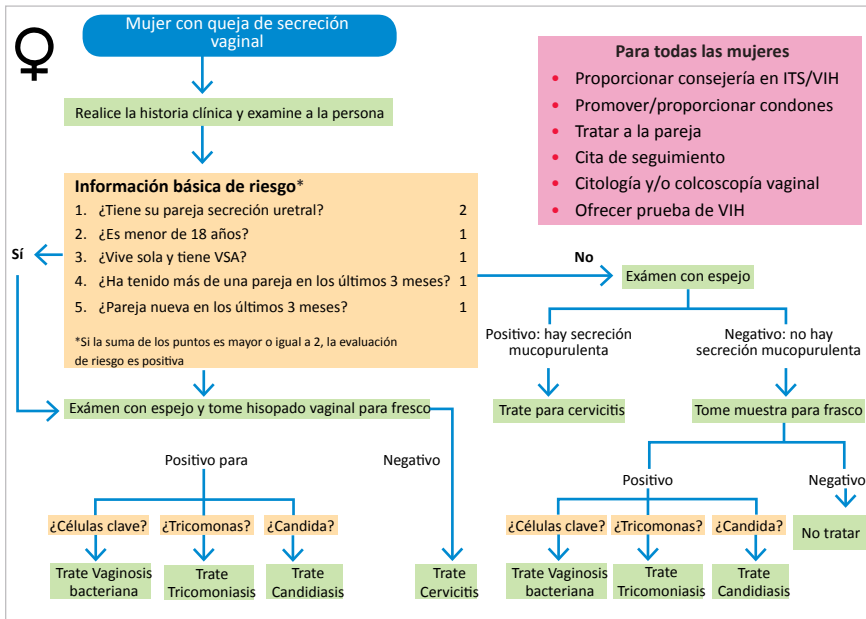 Mujer con queja de secreción
vaginal
Realice la historia clínica y examine a la persona
Para todas las mujeres
• Proporcionar consejería en ITS/VIH
• Promover/proporcionar condones
• Tratar a la pareja
• Cita de seguimiento
• Citología y/o colcoscopía vaginal
• Ofrecer prueba de VIH
Información básica de riesgo*
1. ¿Tiene su pareja secreción uretral? 2
2. ¿Es menor de 18 años? 1
3. ¿Vive sola y tiene VSA? 1
4. ¿Ha tenido más de una pareja en los últimos 3 meses? 1
5. ¿Pareja nueva en los últimos 3 meses? 1
*Si la suma de los puntos es mayor o igual a 2, la evaluación
de riesgo es positiva
Sí
No
Exámen con espejo
Positivo: hay secreción
mucopurulenta
Negativo: no hay
secreción mucopurulenta
Trate para cervicitis
Tome muestra para frasco
Exámen con espejo y tome hisopado vaginal para fresco
Positivo para
Negativo
Positivo
Negativo
¿Células clave?
¿Tricomonas?
¿Candida?
¿Células clave?
¿Tricomonas?
¿Candida?
No tratar
Trate Vaginosis
bacteriana
Trate
Tricomoniasis
Trate
Candidiasis
Trate
Cervicitis
Trate Vaginosis
bacteriana
Trate
Tricomoniasis
Trate
Candidiasis